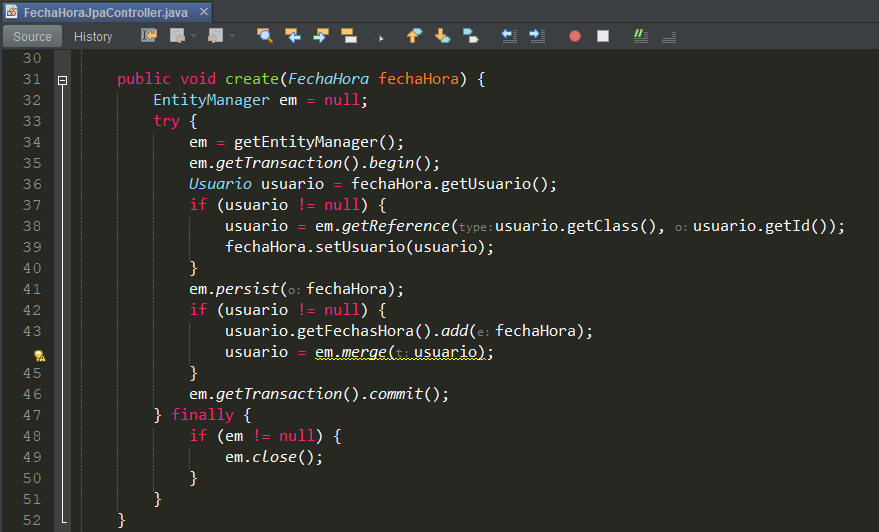 FechaHoraJpaController.java ×
Source History
30
31 public void create(FechaHora fechaHora) {
32 EntityManager em = null;
33 try {
34 em = getEntityManager();
35 em.getTransaction().begin();
36 Usuario usuario = fechaHora.getUsuario();
37 if (usuario != null) {
38 usuario = em.getReference(type:usuario.getClass(), o:usuario.getId());
39 fechaHora.setUsuario(usuario);
40 }
41 em.persist(o:fechaHora);
42 if (usuario != null) {
43 usuario.getFechasHora().add(e:fechaHora);
usuario = em.merge(t:usuario);
45 }
46 em.getTransaction().commit();
47 } finally {
48 if (em != null) {
49 em.close();
50 }
51 }
52 }